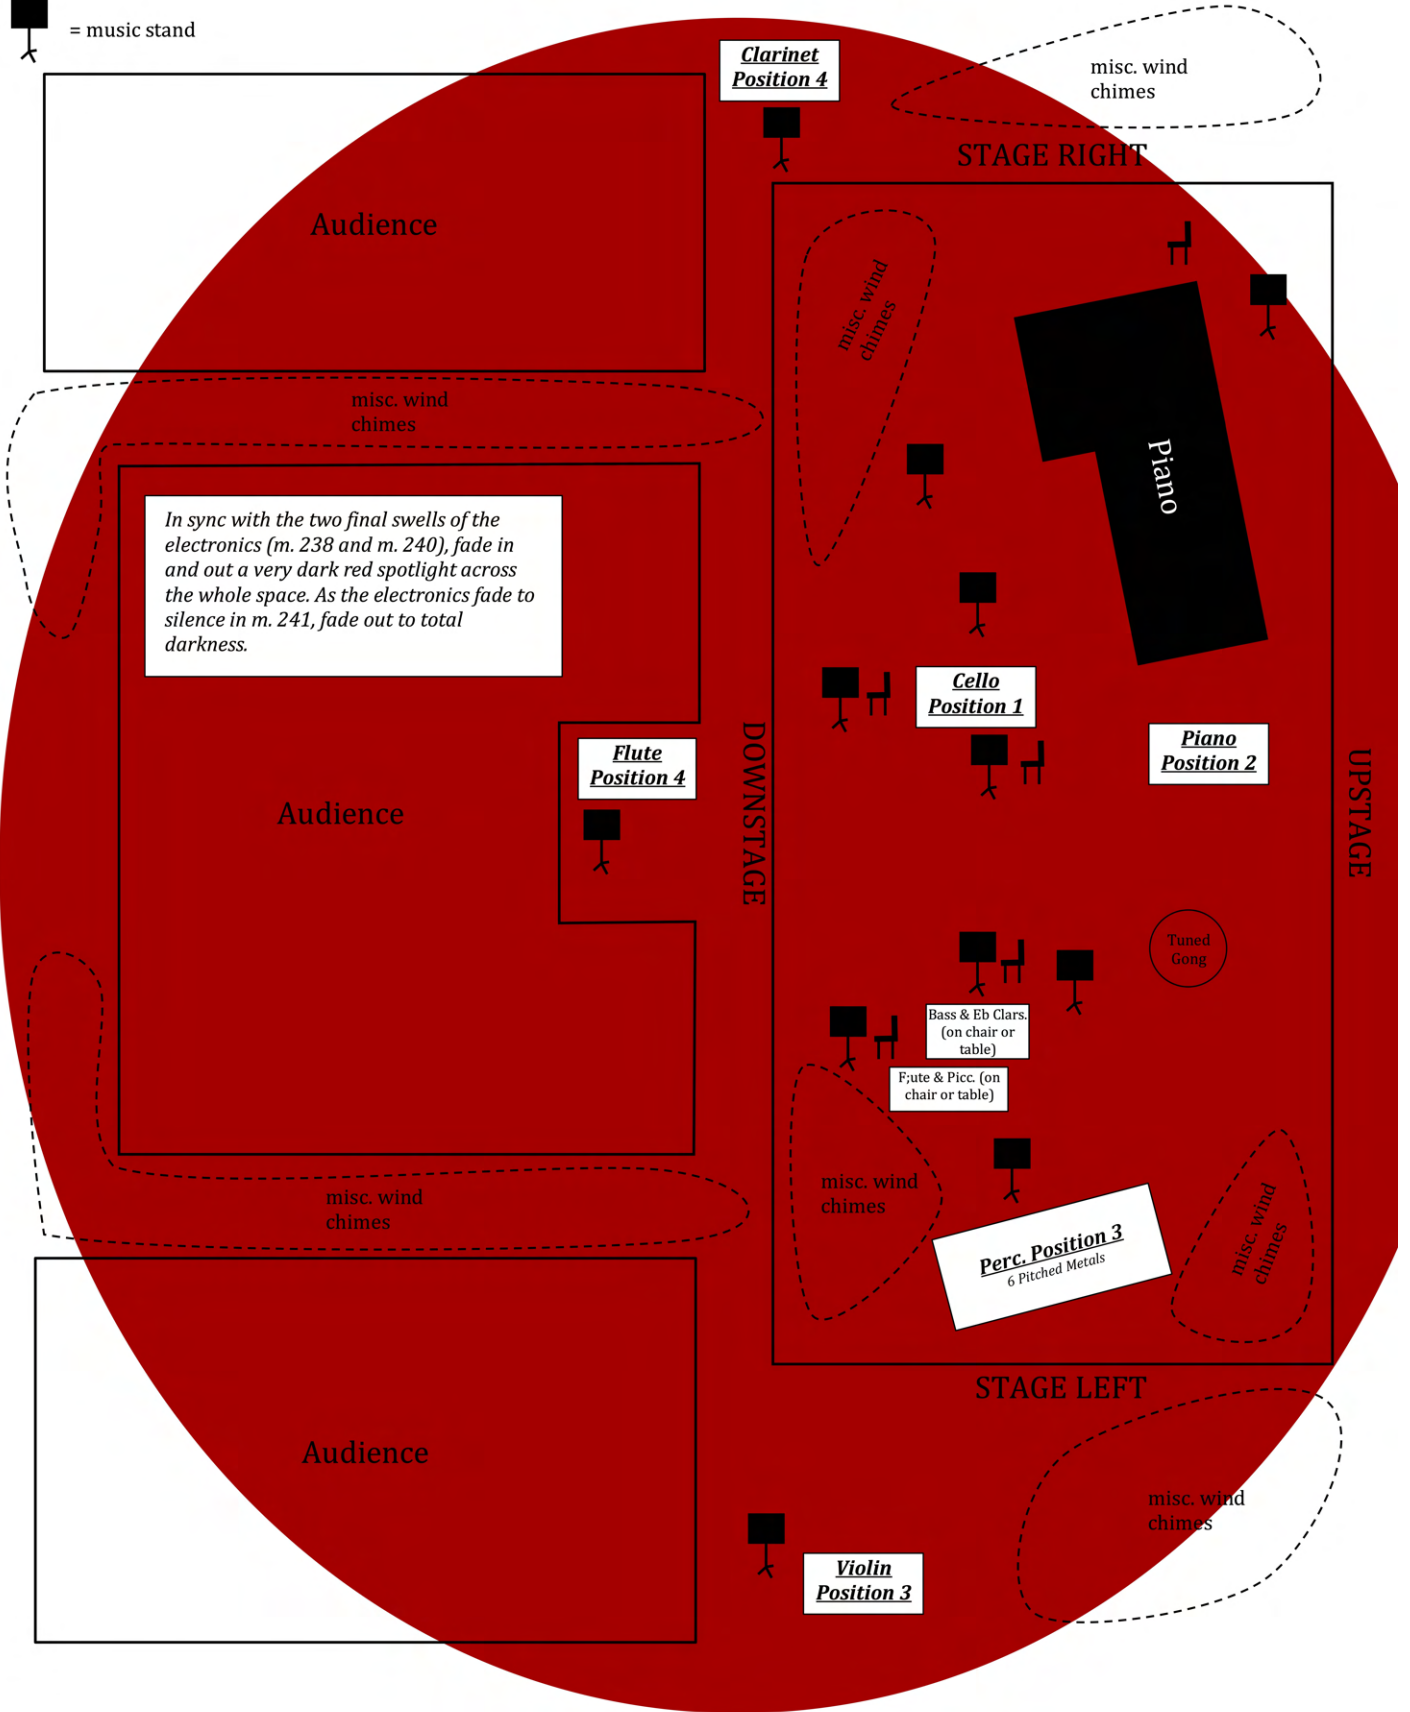 = music stand
Clarinet
Position 4
misc. wind
chimes
STAGE RIGHT
Audience
misc. wind
chimes
Piano
misc. wind
chimes
In sync with the two final swells of the
electronics (m. 238 and m. 240), fade in
and out a very dark red spotlight across
the whole space. As the electronics fade to
silence in m. 241, fade out to total
darkness.
Cello
Position 1
Flute
Position 4
DOWNSTAGE
Piano
Position 2
UPSTAGE
Audience
Tuned
Gong
Bass & Eb Clars.
(on chair or
table)
F;ute & Picc. (on
chair or table)
misc. wind
chimes
misc. wind
chimes
misc. wind
chimes
Perc. Position 3
6 Pitched Metals
STAGE LEFT
Audience
misc. wind
chimes
Violin
Position 3